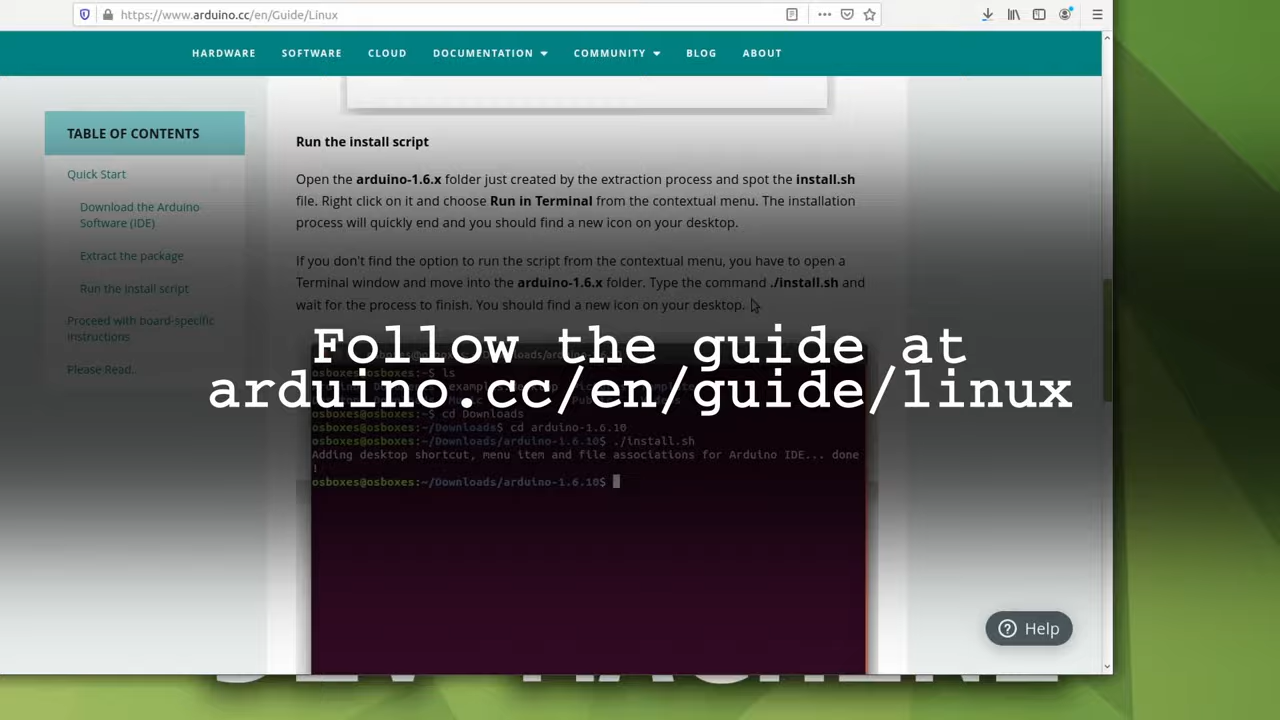 https://www.arduino.cc/en/Guide/Linux
HARDWARE SOFTWARE CLOUD DOCUMENTATION COMMUNITY BLOG ABOUT
TABLE OF CONTENTS
Quick Start
Download the Arduino
Software (IDE)
Extract the package
Run the install script
Proceed with board-specific
instructions
Please Read..
Run the install script
Open the arduino-1.6.x folder just created by the extraction process and spot the install.sh
file. Right click on it and choose Run in Terminal from the contextual menu. The installation
process will quickly end and you should find a new icon on your desktop.
If you don't find the option to run the script from the contextual menu, you have to open a
Terminal window and move into the arduino-1.6.x folder. Type the command ./install.sh and
wait for the process to finish. You should find a new icon on your desktop.
Follow the guide at
arduino.cc/en/guide/linux
osboxes@osboxes:~$ ls
osboxes@osboxes:~$ cd Downloads
osboxes@osboxes:~/Downloads$ cd arduino-1.6.10
osboxes@osboxes:~/Downloads/arduino-1.6.10$ ./install.sh
Adding desktop shortcut, menu item and file associations for Arduino IDE... done
!
osboxes@osboxes:~/Downloads/arduino-1.6.10$
Help